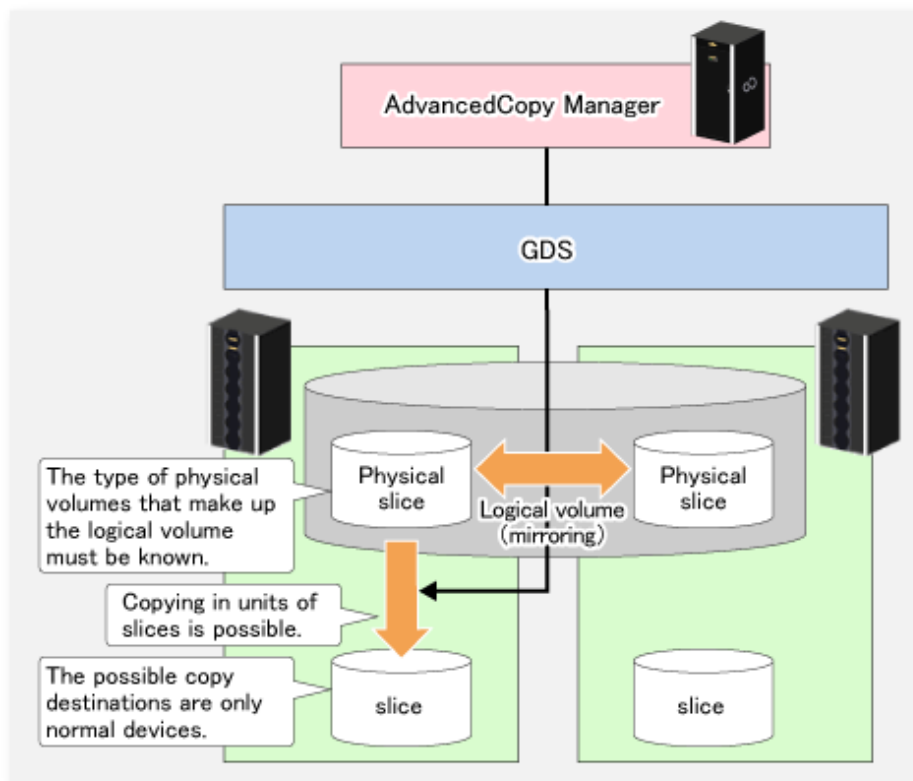 AdvancedCopy Manager
GDS
The type of physical
volumes that make up
the logical volume
must be known.
Physical
slice
Logical volume
(mirroring)
Physical
slice
Copying in units of
slices is possible.
The possible copy
destinations are only
normal devices.
slice
slice